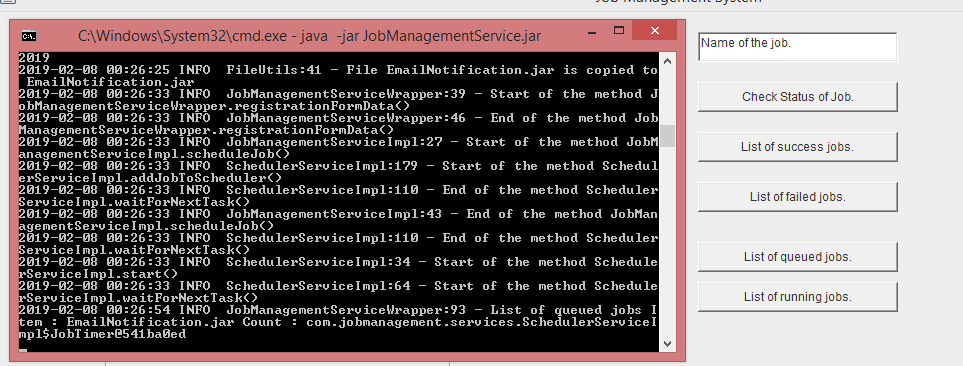 Job Management System
C:\Windows\System32\cmd.exe - java -jar JobManagementService.jar
2019
2019-02-08 00:26:25 INFO  FileUtils:41 - File EmailNotification.jar is copied to
 EmailNotification.jar
2019-02-08 00:26:33 INFO  JobManagementServiceWrapper:39 - Start of the method J
obManagementServiceWrapper.registrationFormData()
2019-02-08 00:26:33 INFO  JobManagementServiceWrapper:46 - End of the method Job
ManagementServiceWrapper.registrationFormData()
2019-02-08 00:26:33 INFO  JobManagementServiceImpl:27 - Start of the method JobM
anagementServiceImpl.scheduleJob()
2019-02-08 00:26:33 INFO  SchedulerServiceImpl:179 - Start of the method Schedul
erServiceImpl.addJobToScheduler()
2019-02-08 00:26:33 INFO  SchedulerServiceImpl:110 - End of the method Scheduler
ServiceImpl.waitForNextTask()
2019-02-08 00:26:33 INFO  JobManagementServiceImpl:43 - End of the method JobMan
agementServiceImpl.scheduleJob()
2019-02-08 00:26:33 INFO  SchedulerServiceImpl:110 - End of the method Scheduler
ServiceImpl.waitForNextTask()
2019-02-08 00:26:33 INFO  SchedulerServiceImpl:34 - Start of the method Schedule
rServiceImpl.start()
2019-02-08 00:26:33 INFO  SchedulerServiceImpl:64 - Start of the method Schedule
rServiceImpl.waitForNextTask()
2019-02-08 00:26:54 INFO  JobManagementServiceWrapper:93 - List of queued jobs I
tem : EmailNotification.jar Count : com.jobmanagement.services.SchedulerServiceI
mpl$JobTimer@541ba0ed
Name of the job.
Check Status of Job.
List of success jobs.
List of failed jobs.
List of queued jobs.
List of running jobs.